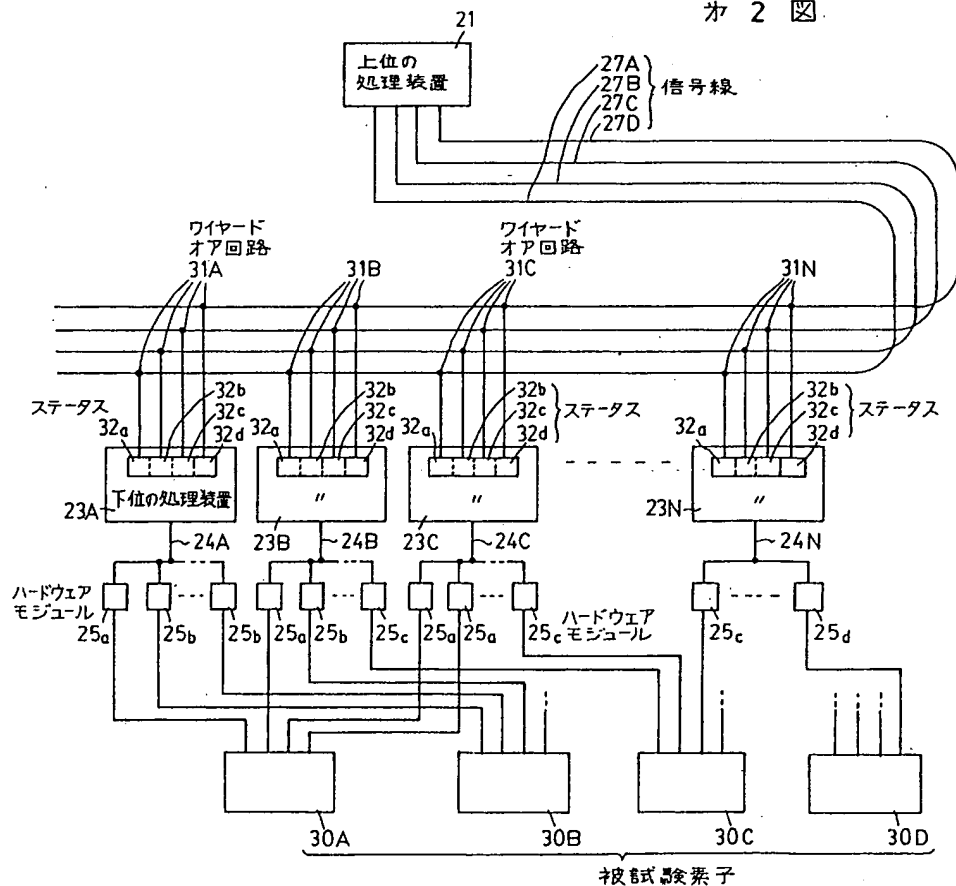 オ 2 図
21
上位の
処理装置
27A
27B
27C
27D
信号線
ワイヤード
オア回路
31A
31B
ワイヤード
オア回路
31C
31N
ステータス
32a
32b
32c
32d
32a
32b
32c
32d
32a
32b
32c
32d
ステータス
32a
32b
32c
32d
ステータス
下位の処理装置
〃
〃
〃
23A
23B
23C
23N
24A
24B
24C
24N
ハードウェア
モジュール
25a
25b
25b
25a
25b
25c
25a
25a
25c
ハードウェア
モジュール
25c
25d
30A
30B
30C
30D
被試験素子